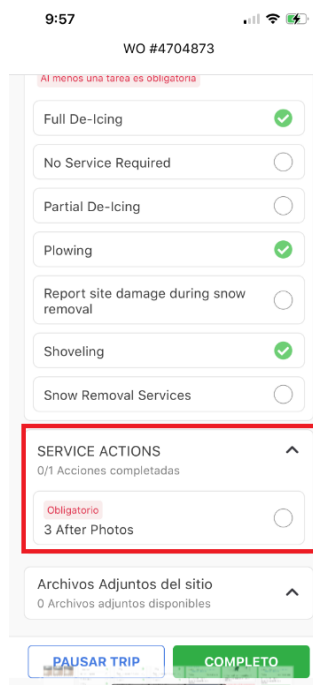 9:57
WO #4704873
Al menos una tarea es obligatoria
Full De-Icing
No Service Required
Partial De-Icing
Plowing
Report site damage during snow
removal
Shoveling
Snow Removal Services
SERVICE ACTIONS
0/1 Acciones completadas
Obligatorio
3 After Photos
Archivos Adjuntos del sitio
0 Archivos adjuntos disponibles
PAUSAR TRIP
COMPLETO